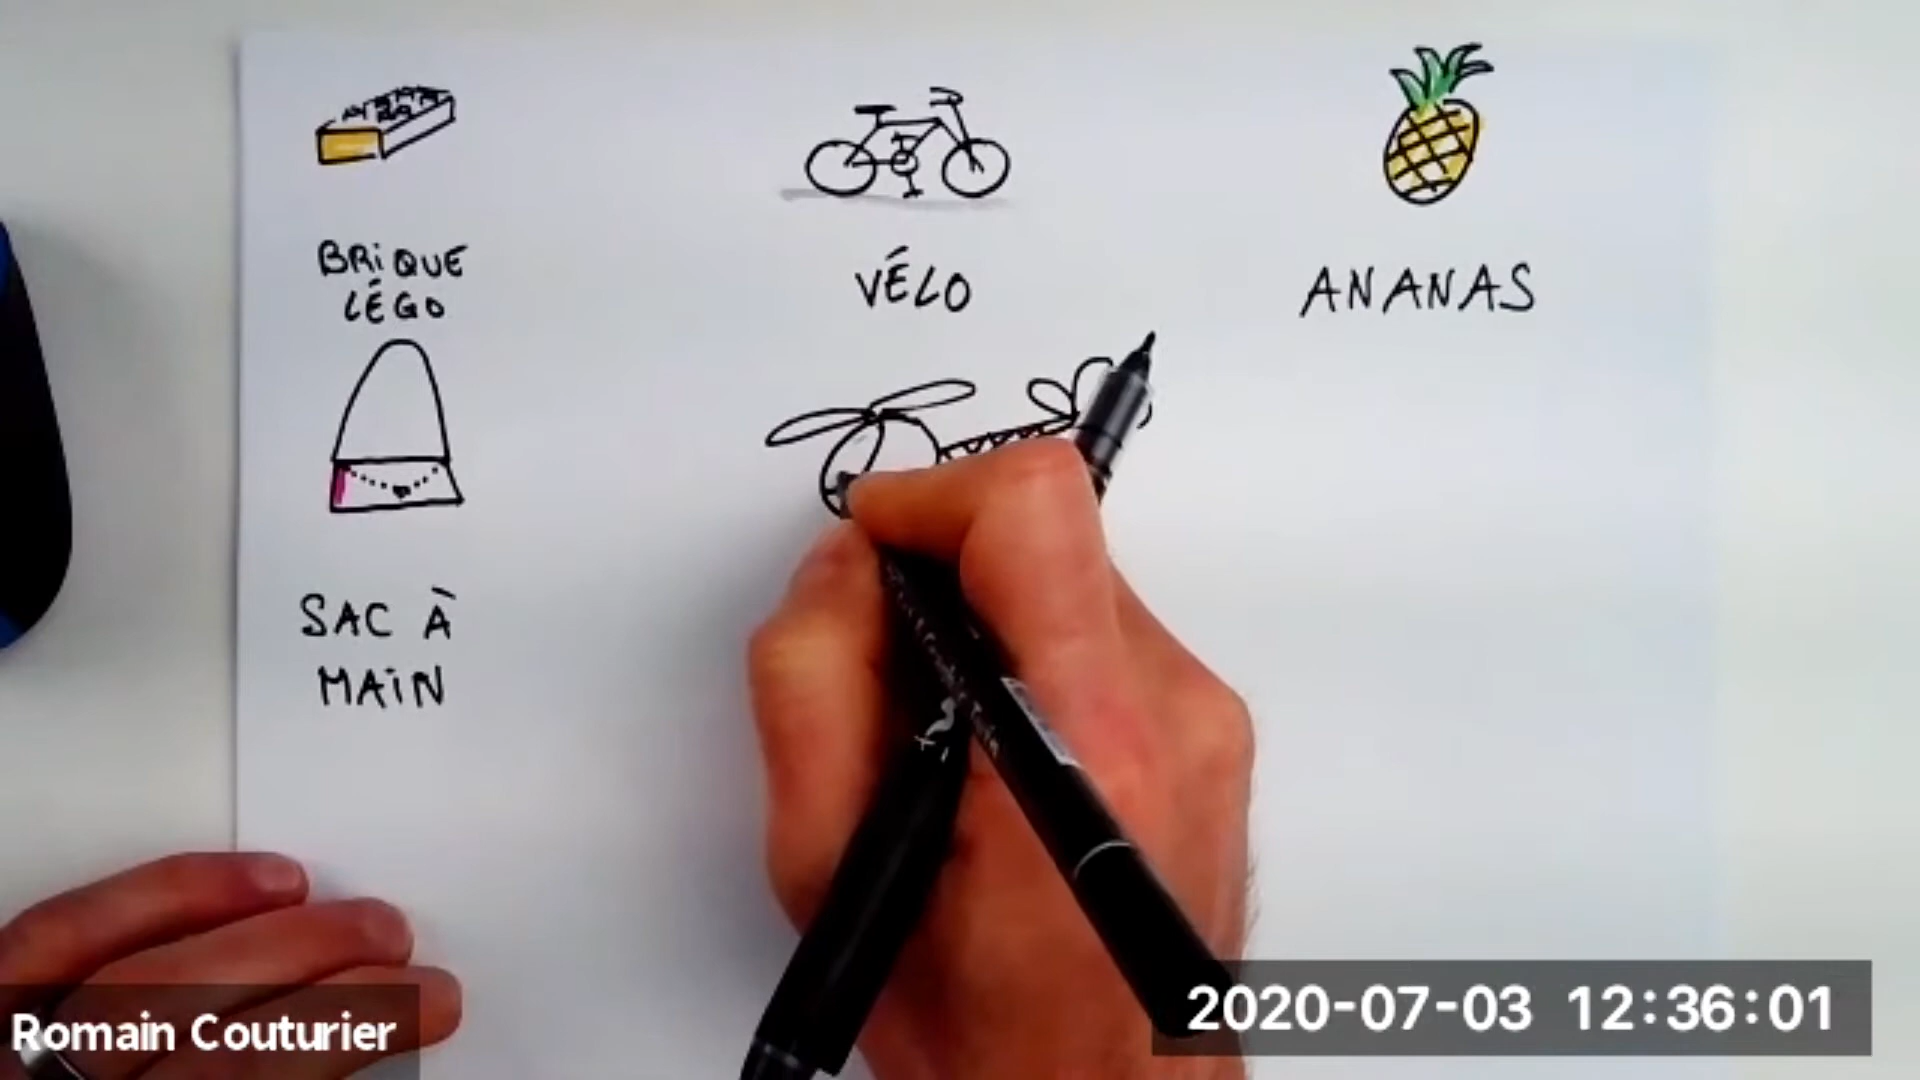 BRiQUE
LÉGO
VÉLO
ANANAS
SAC À
MAiN
Romain Couturier
2020-07-03 12:36:01